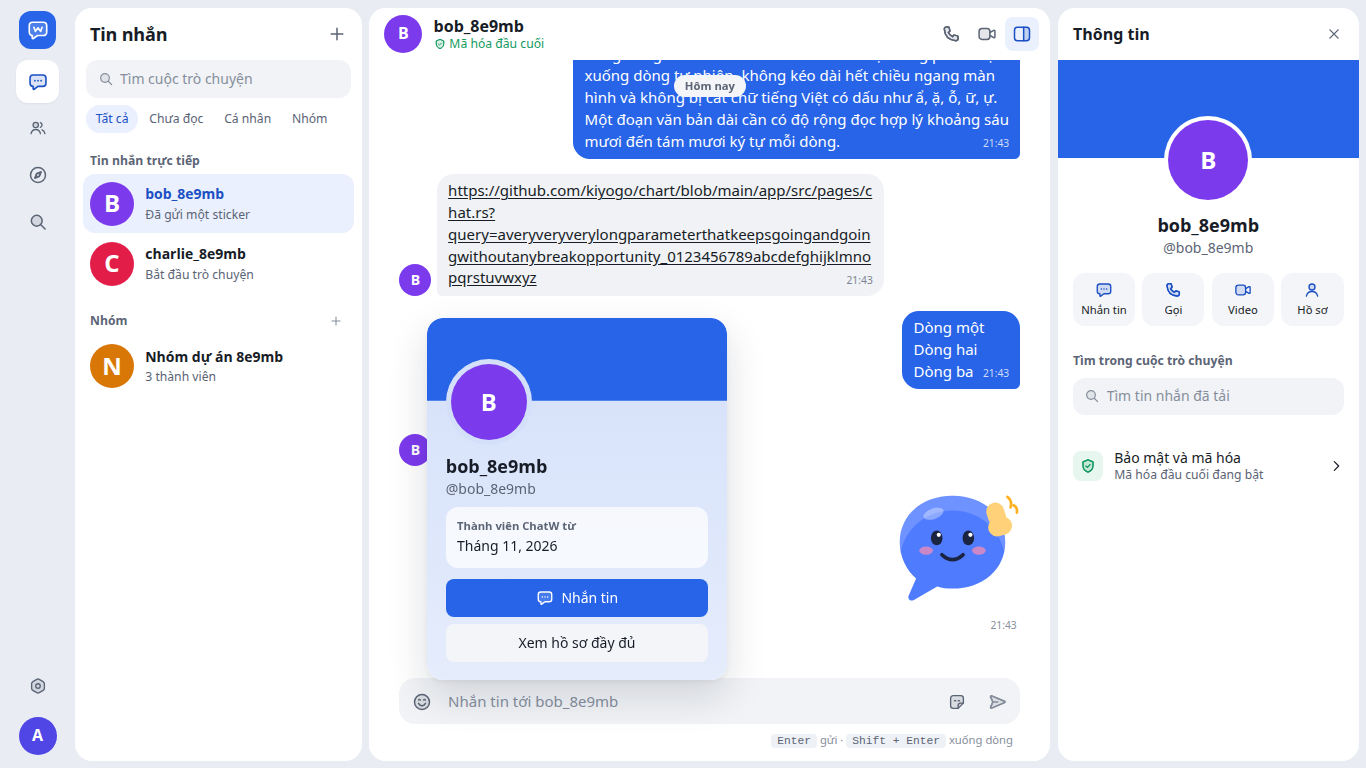 Tin nhắn
Tìm cuộc trò chuyện
Tất cả
Chưa đọc
Cá nhân
Nhóm
Tin nhắn trực tiếp
B
bob_8e9mb
Đã gửi một sticker
C
charlie_8e9mb
Bắt đầu trò chuyện
Nhóm
N
Nhóm dự án 8e9mb
3 thành viên
A
B
bob_8e9mb
Mã hóa đầu cuối
xuống dòng tự nhiên, không kéo dài hết chiều ngang màn
Hôm nay
hình và không bị cắt chữ tiếng Việt có dấu như ẩ, ặ, ỗ, ữ, ự.
Một đoạn văn bản dài cần có độ rộng đọc hợp lý khoảng sáu
mươi đến tám mươi ký tự mỗi dòng.
21:43
https://github.com/kiyogo/chart/blob/main/app/src/pages/c
hat.rs?
query=averyveryverylongparameterthatkeepsgoingandgoin
gwithoutanybreakopportunity_0123456789abcdefghijklmno
pqrstuvwxyz
21:43
B
Dòng một
Dòng hai
Dòng ba
21:43
B
B
bob_8e9mb
@bob_8e9mb
Thành viên ChatW từ
Tháng 11, 2026
Nhắn tin
Xem hồ sơ đầy đủ
21:43
Nhắn tin tới bob_8e9mb
Enter gửi · Shift + Enter xuống dòng
Thông tin
B
bob_8e9mb
@bob_8e9mb
Nhắn tin
Gọi
Video
Hồ sơ
Tìm trong cuộc trò chuyện
Tìm tin nhắn đã tải
Bảo mật và mã hóa
Mã hóa đầu cuối đang bật